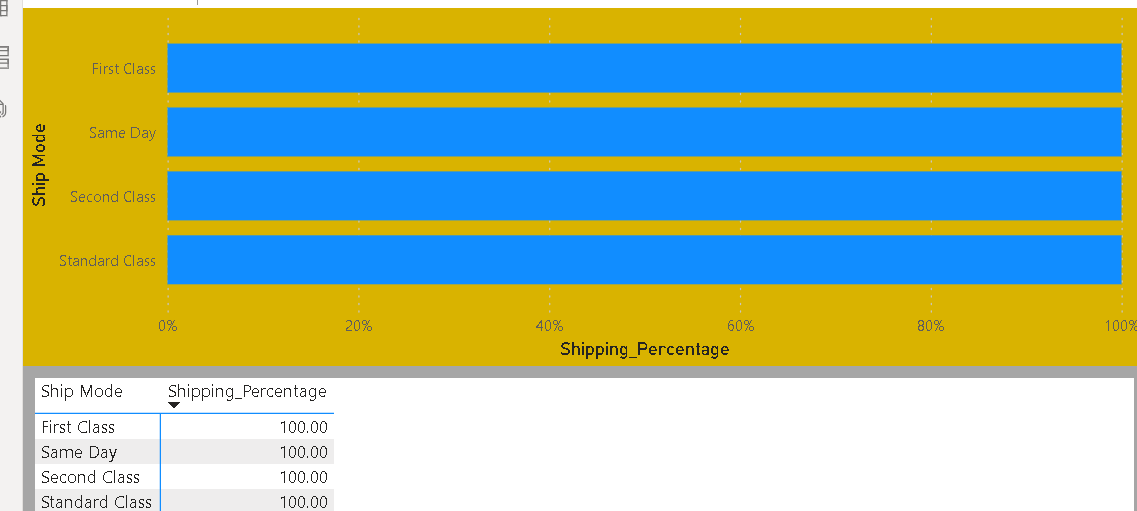 First Class
Same Day
Second Class
Standard Class
Ship Mode
0% 20% 40% 60% 80% 100%
Shipping_Percentage
Ship Mode Shipping_Percentage
First Class 100.00
Same Day 100.00
Second Class 100.00
Standard Class 100.00